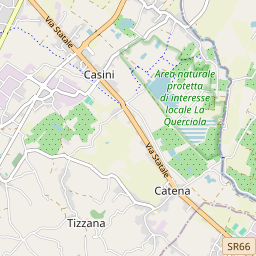 Via Statale
Casini
Area naturale
protetta
di interesse
locale La
Querciola
Via Statale
Catena
Tizzana
SR66